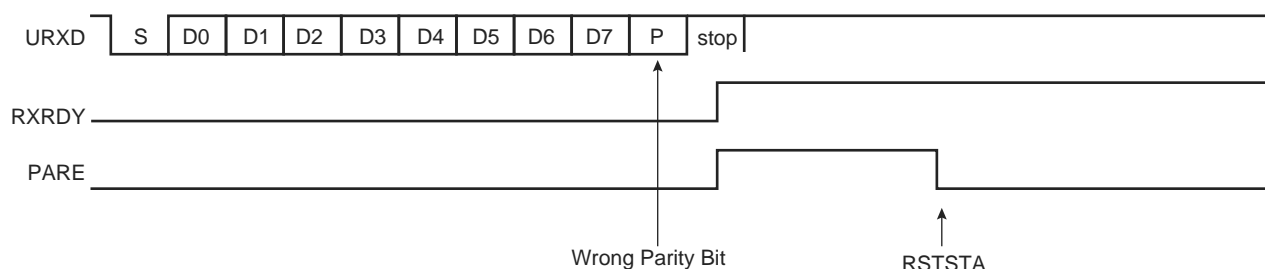 URXD S D0 D1 D2 D3 D4 D5 D6 D7 P stop
RXRDY
PARE
Wrong Parity Bit RSTSTA